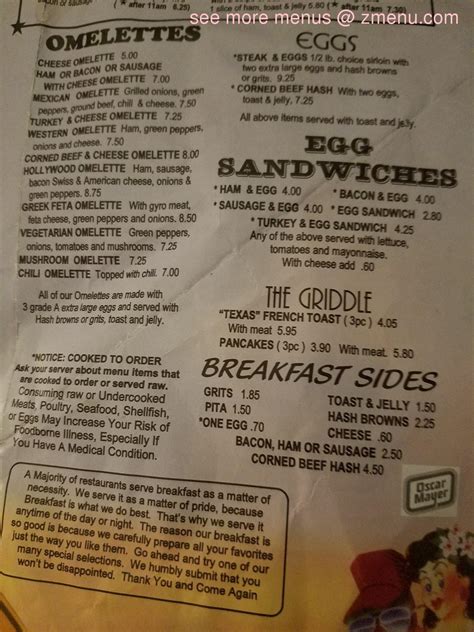 see more menus @ zmenu.com
* after 11am 6.25)
1 slice of ham, toast & jelly 5.80 (* after 11am 7.30)
OMELETTES
CHEESE OMELETTE 5.00
HAM OR BACON OR SAUSAGE
WITH CHEESE OMELETTE 7.00
MEXICAN OMELETTE Grilled onions, green
peppers, ground beef, chili & cheese. 7.50
TURKEY & CHEESE OMELETTE 7.25
WESTERN OMELETTE Ham, green peppers,
onions and cheese. 7.50
CORNED BEEF & CHEESE OMELETTE 8.00
HOLLYWOOD OMELETTE Ham, sausage,
bacon Swiss & American cheese, onions &
green peppers. 8.75
GREEK FETA OMELETTE With gyro meat,
feta cheese, green peppers and onions. 8.50
VEGETARIAN OMELETTE Green peppers,
onions, tomatoes and mushrooms. 7.25
MUSHROOM OMELETTE 7.25
CHILI OMELETTE Topped with chili. 7.00
All of our Omelettes are made with
3 grade A extra large eggs and served with
Hash browns or grits, toast and jelly.
*NOTICE: COOKED TO ORDER
Ask your server about menu items that
are cooked to order or served raw.
Consuming raw or Undercooked
Meats, Poultry, Seafood, Shellfish,
or Eggs May Increase Your Risk of
Foodborne Illness, Especially If
You Have A Medical Condition.
A Majority of restaurants serve breakfast as a matter of
necessity. We serve it as a matter of pride, because
Breakfast is what we do best. That's why we serve it
anytime of the day or night. The reason our breakfast is
so good is because we carefully prepare all your favorites
just the way you like them. Go ahead and try one of our
many special selections. We humbly submit that you
won't be disappointed. Thank You and Come Again
EGGS
*STEAK & EGGS 1/2 lb. choice sirloin with
two extra large eggs and hash browns
or grits. 9.25
* CORNED BEEF HASH With two eggs,
toast & jelly. 7.25
All above items served with toast and jelly.
EGG
SANDWICHES
* HAM & EGG 4.00 * BACON & EGG 4.00
* SAUSAGE & EGG 4.00 * EGG SANDWICH 2.80
* TURKEY & EGG SANDWICH 4.25
Any of the above served with lettuce,
tomatoes and mayonnaise.
With cheese add .60
THE GRIDDLE
"TEXAS" FRENCH TOAST ( 3pc ) 4.05
With meat 5.95
PANCAKES ( 3pc ) 3.90 With meat. 5.80
BREAKFAST SIDES
GRITS 1.85
PITA 1.50
*ONE EGG .70
TOAST & JELLY 1.50
HASH BROWNS 2.25
CHEESE .60
BACON, HAM OR SAUSAGE 2.50
CORNED BEEF HASH 4.50
Oscar
Mayer